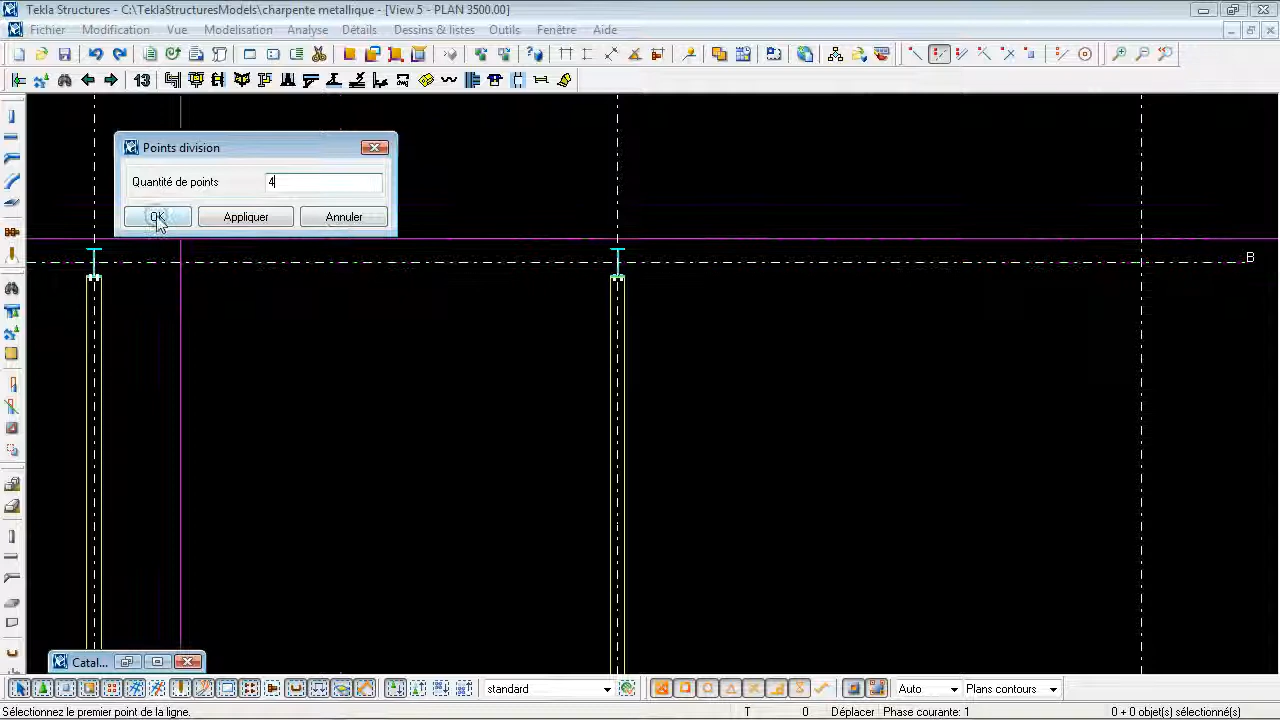 Tekla Structures - C:\TeklaStructuresModels\charpente metallique - [View 5 - PLAN 3500.00]
Fichier Modification Vue Modelisation Analyse Détails Dessins & listes Outils Fenêtre Aide
13
Points division
Quantité de points 4
OK Appliquer Annuler
B
Catal...
standard Auto Plans contours
Sélectionnez le premier point de la ligne. T 0 Déplacer Phase courante: 1 0 + 0 objet(s) sélectionné(s)